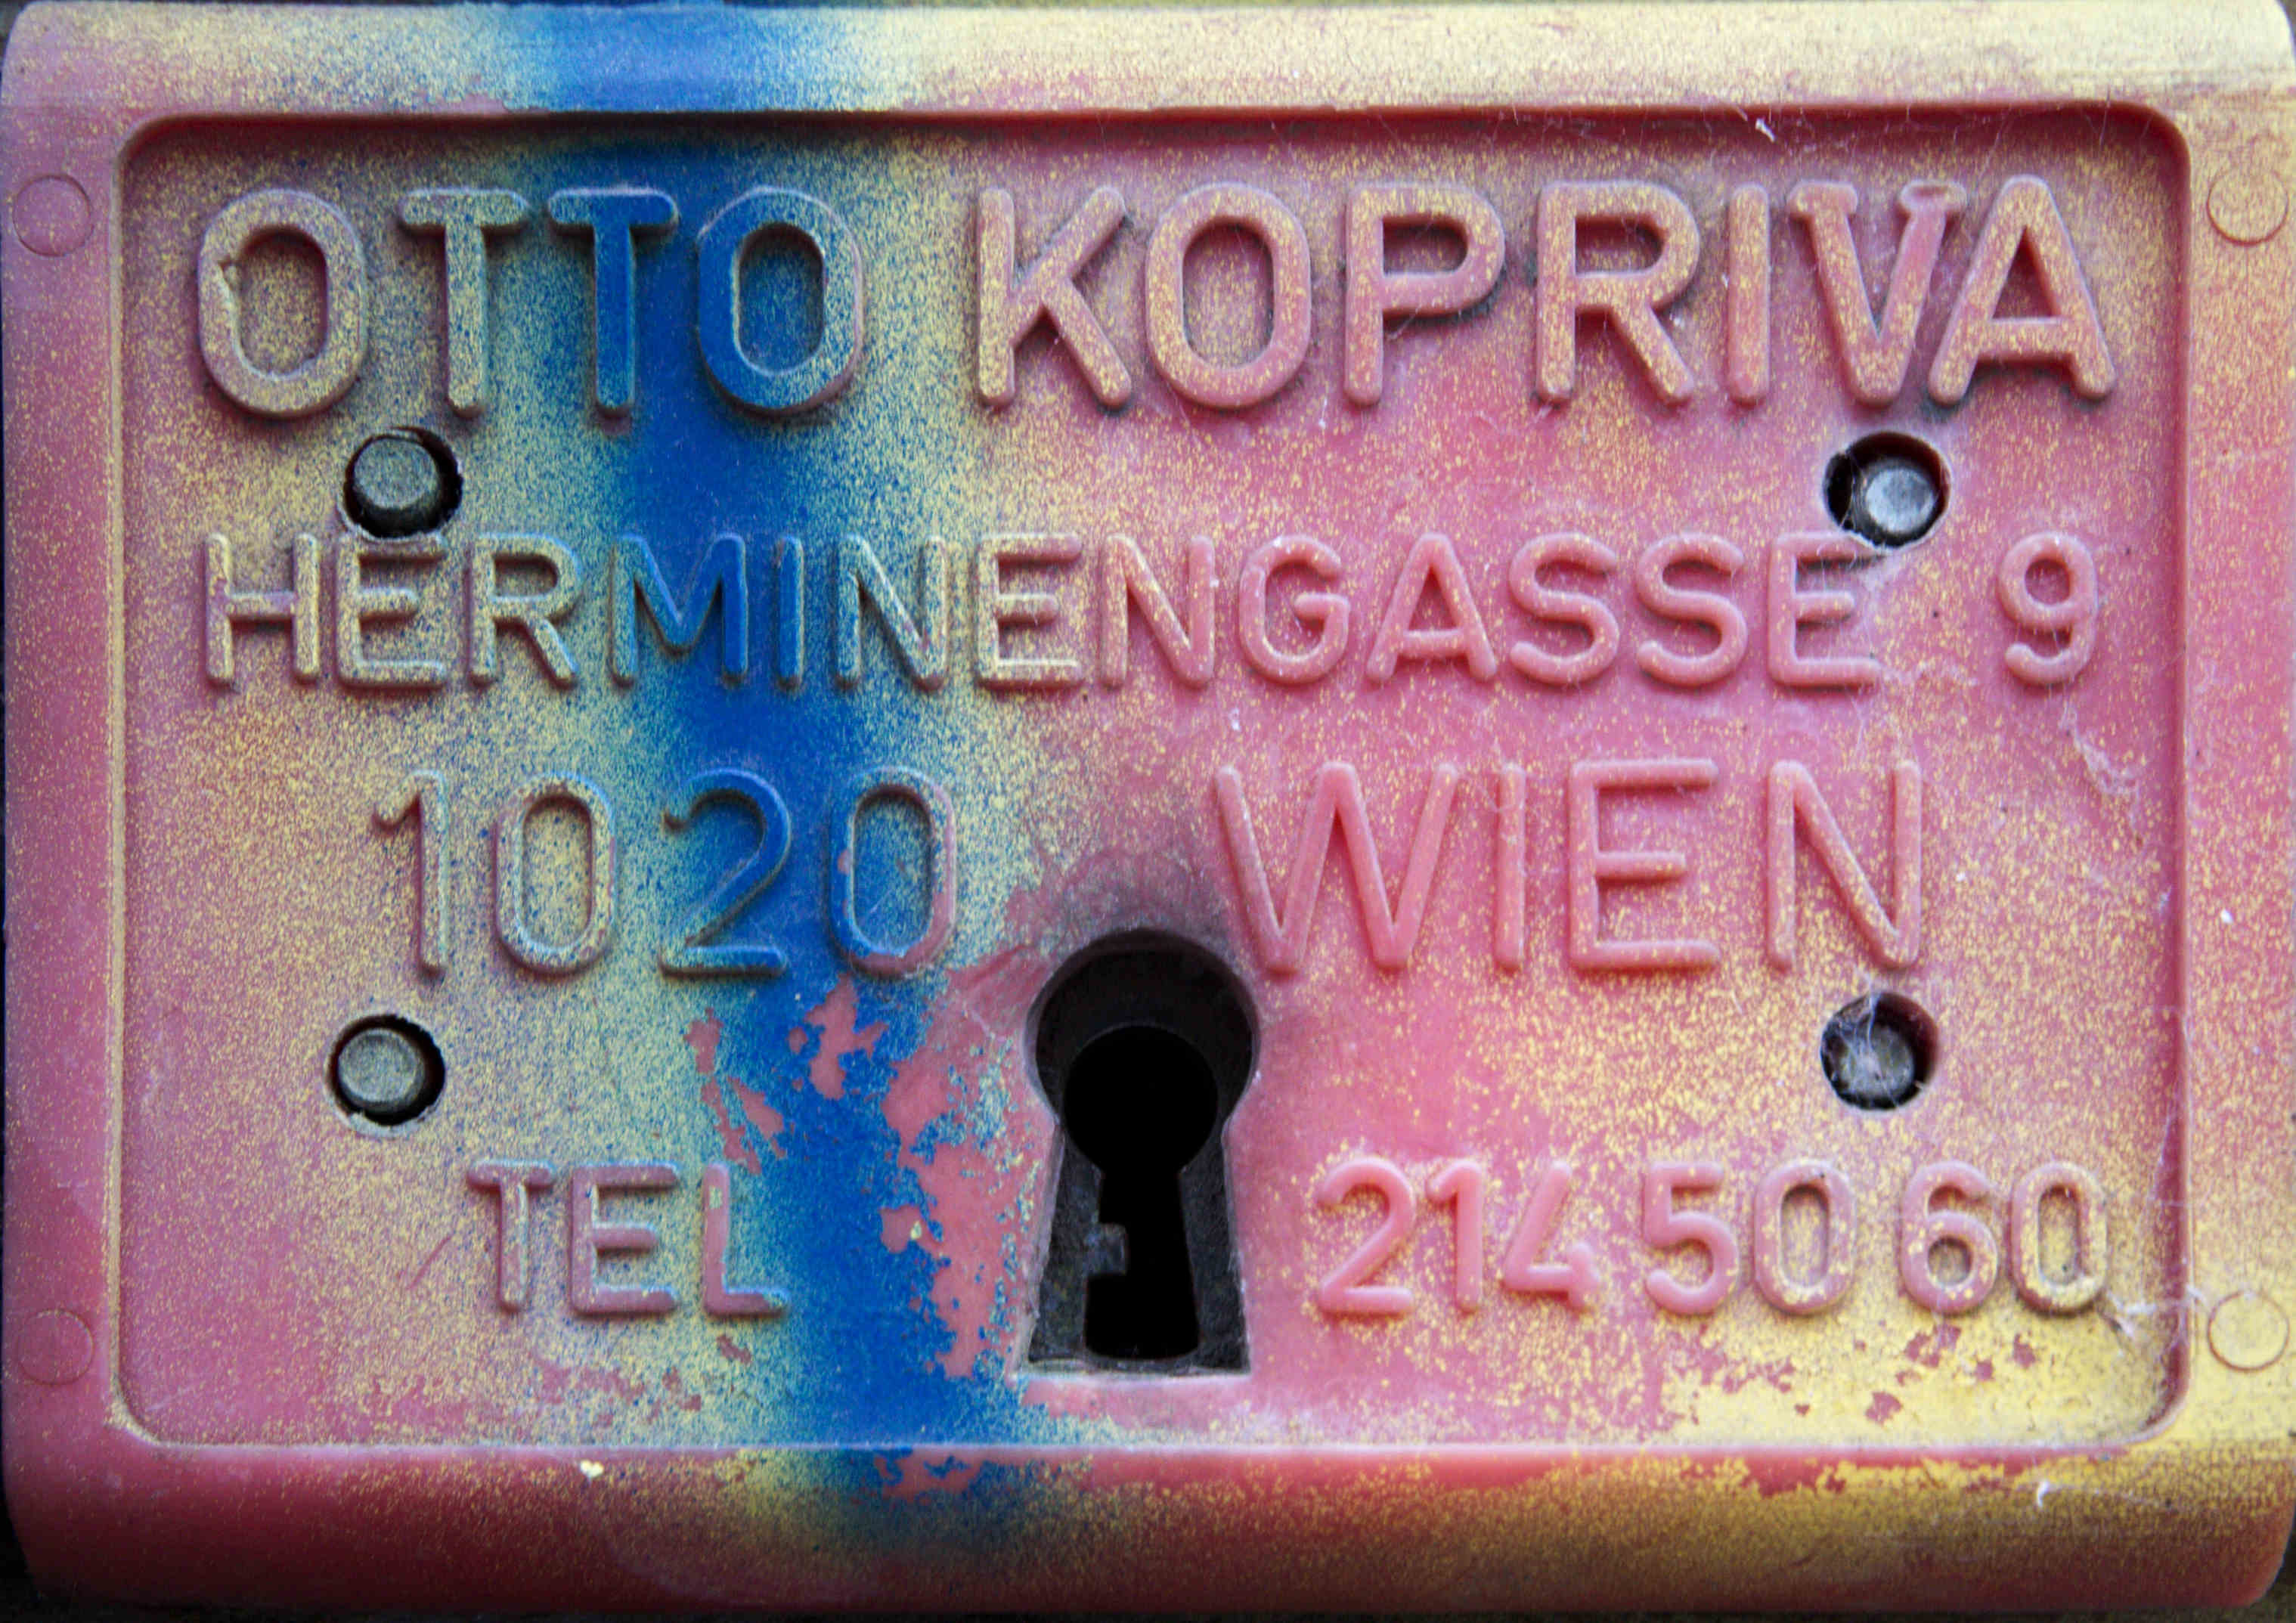 OTTO KOPRIVA
HERMINENGASSE 9
1020 WIEN
TEL 214 50 60